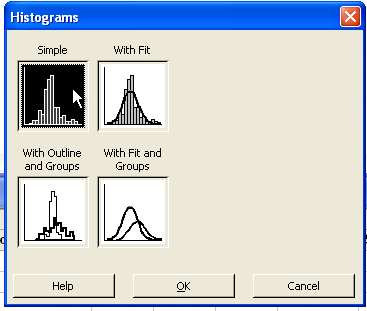 Histograms
Simple
With Fit
With Outline
and Groups
With Fit and
Groups
Help
OK
Cancel